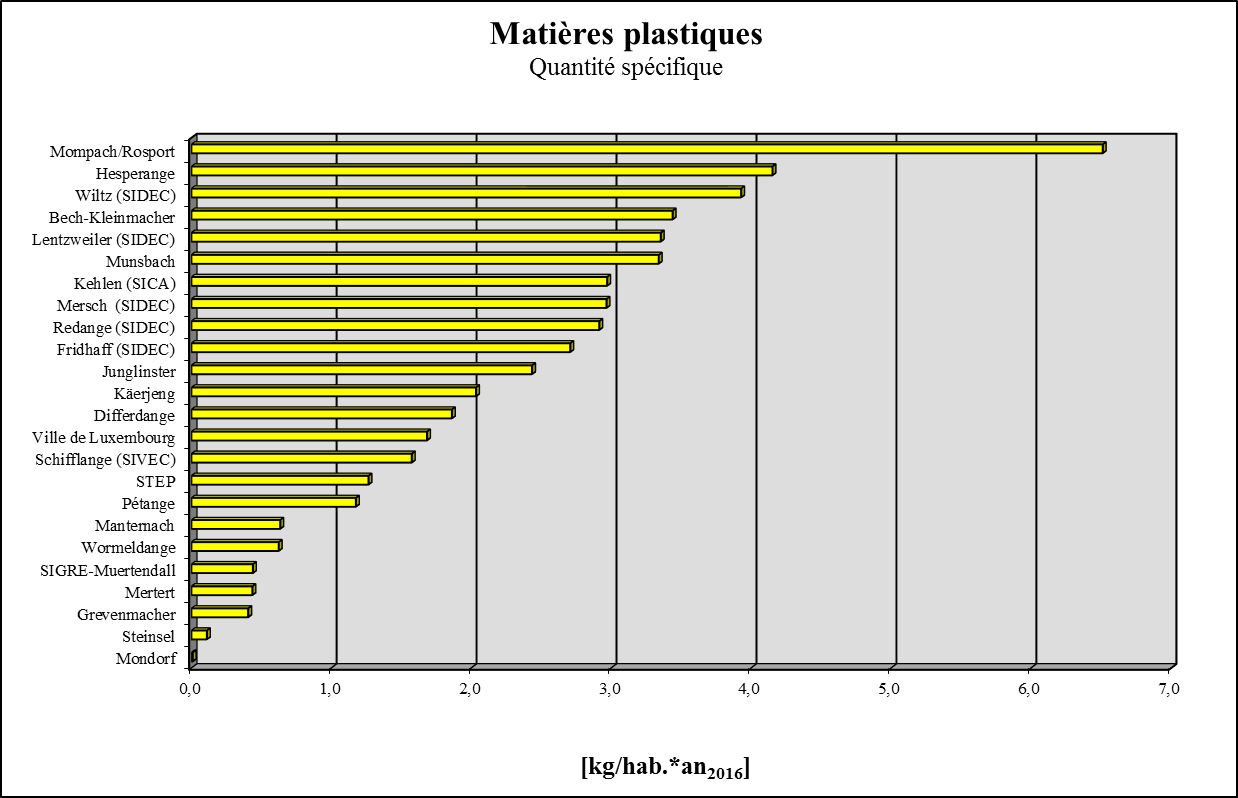 Matières plastiques
Quantité spécifique
Mompach/Rosport
Hesperange
Wiltz (SIDEC)
Bech-Kleinmacher
Lentzweiler (SIDEC)
Munsbach
Kehlen (SICA)
Mersch  (SIDEC)
Redange (SIDEC)
Fridhaff (SIDEC)
Junglinster
Käerjeng
Differdange
Ville de Luxembourg
Schifflange (SIVEC)
STEP
Pétange
Manternach
Wormeldange
SIGRE-Muertendall
Mertert
Grevenmacher
Steinsel
Mondorf
0,0 1,0 2,0 3,0 4,0 5,0 6,0 7,0
[kg/hab.*an2016]